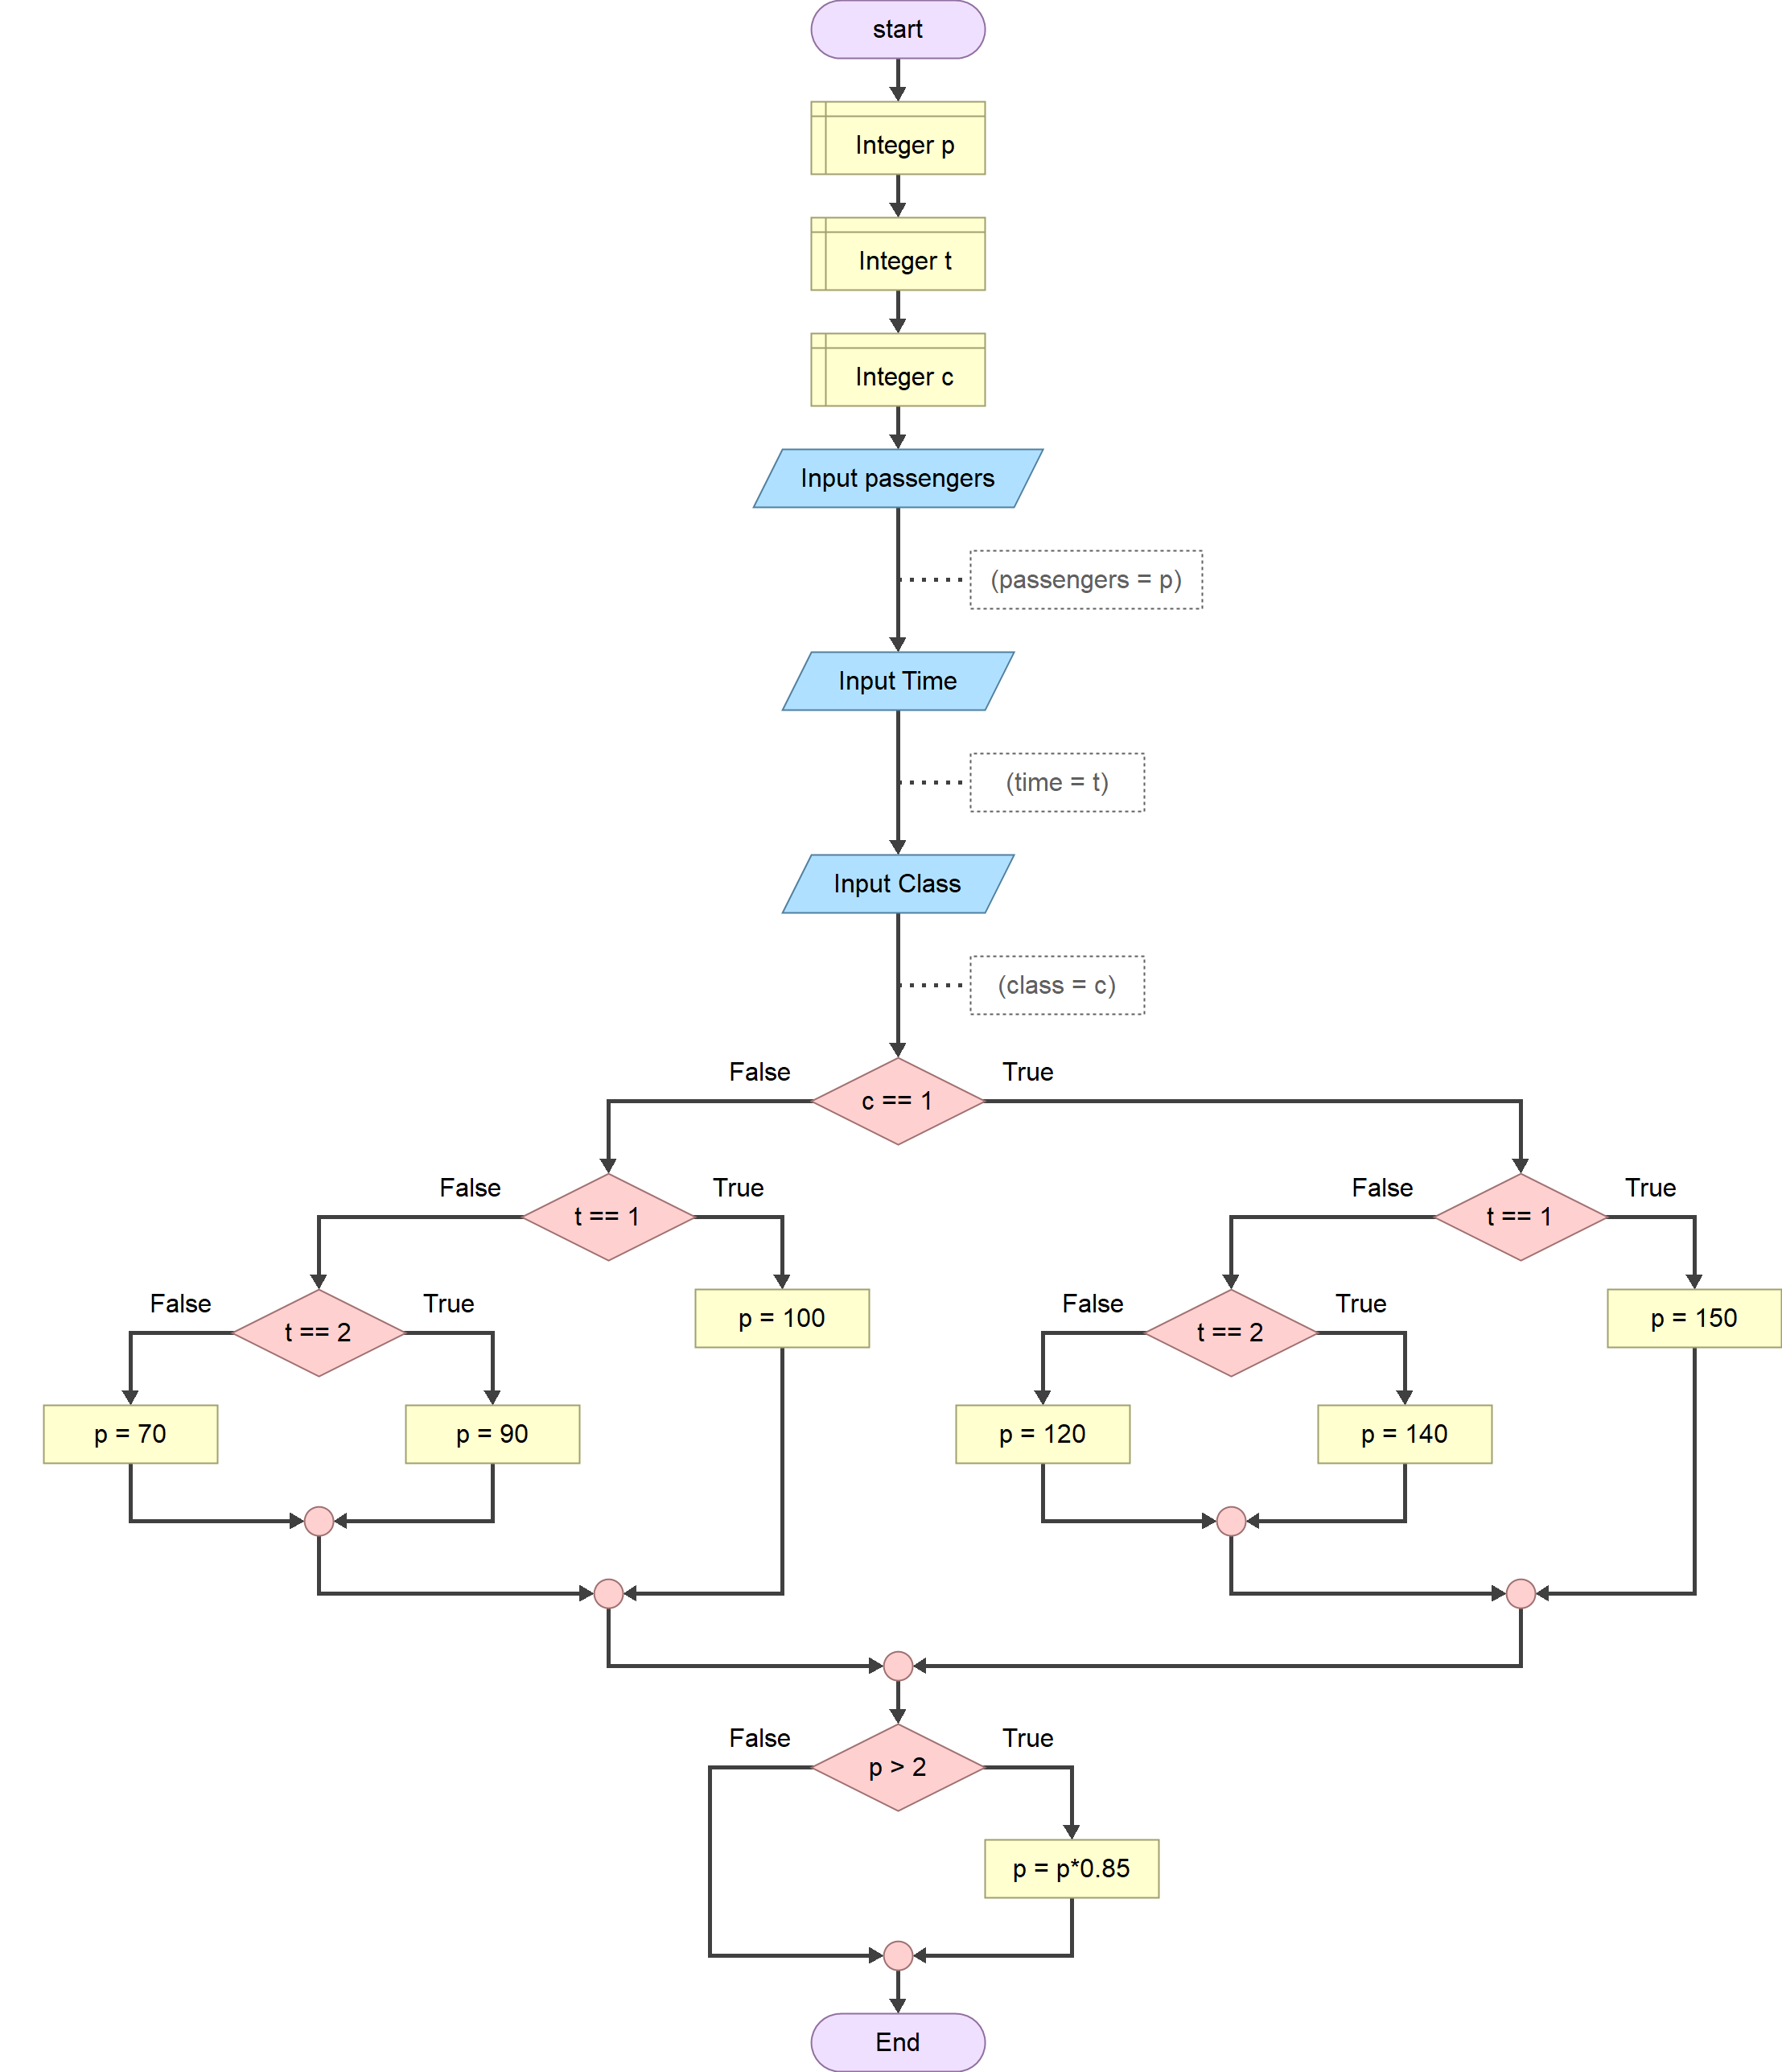 start
Integer p
Integer t
Integer c
Input passengers
(passengers = p)
Input Time
(time = t)
Input Class
(class = c)
False
True
c == 1
False
True
False
True
t == 1
t == 1
False
True
p = 100
False
True
p = 150
t == 2
t == 2
p = 70
p = 90
p = 120
p = 140
False
True
p > 2
p = p*0.85
End